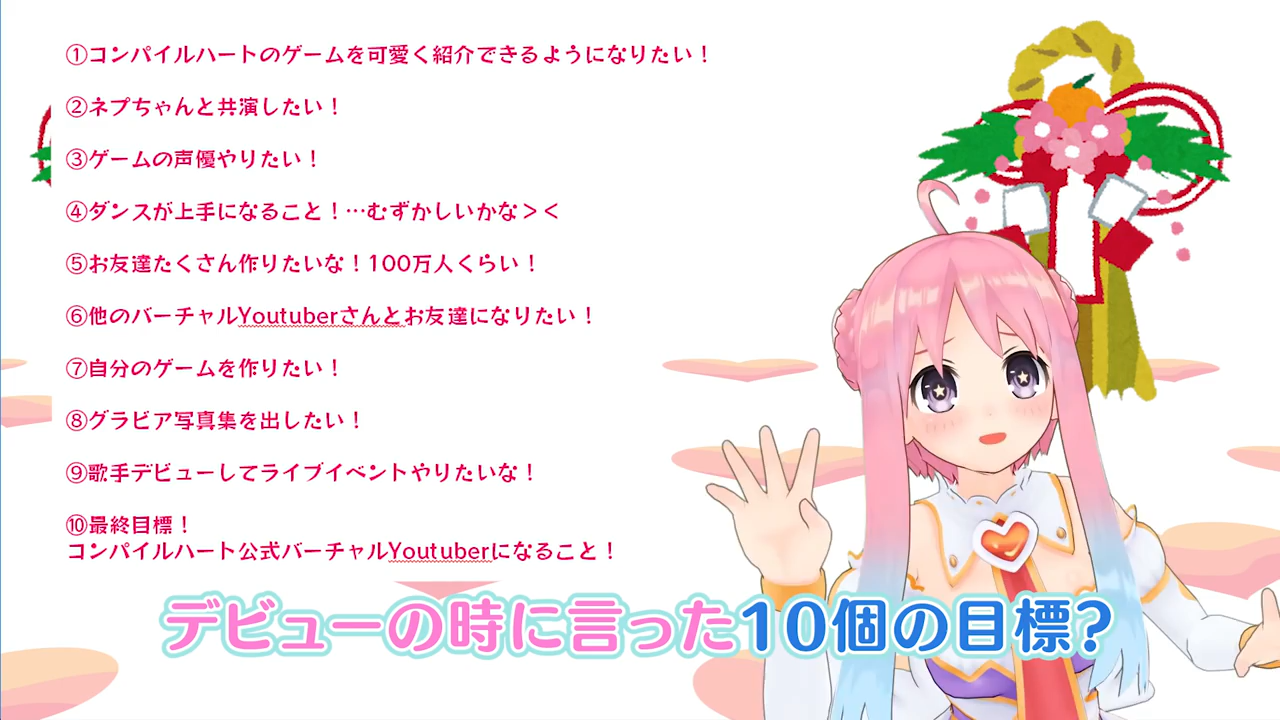 ①コンパイルハートのゲームを可愛く紹介できるようになりたい！
②ネプちゃんと共演したい！
③ゲームの声優やりたい！
④ダンスが上手になること！…むずかしいかな＞＜
⑤お友達たくさん作りたいな！100万人くらい！
⑥他のバーチャルYoutuberさんとお友達になりたい！
⑦自分のゲームを作りたい！
⑧グラビア写真集を出したい！
⑨歌手デビューしてライブイベントやりたいな！
⑩最終目標！
コンパイルハート公式バーチャルYoutuberになること！
デビューの時に言った10個の目標?